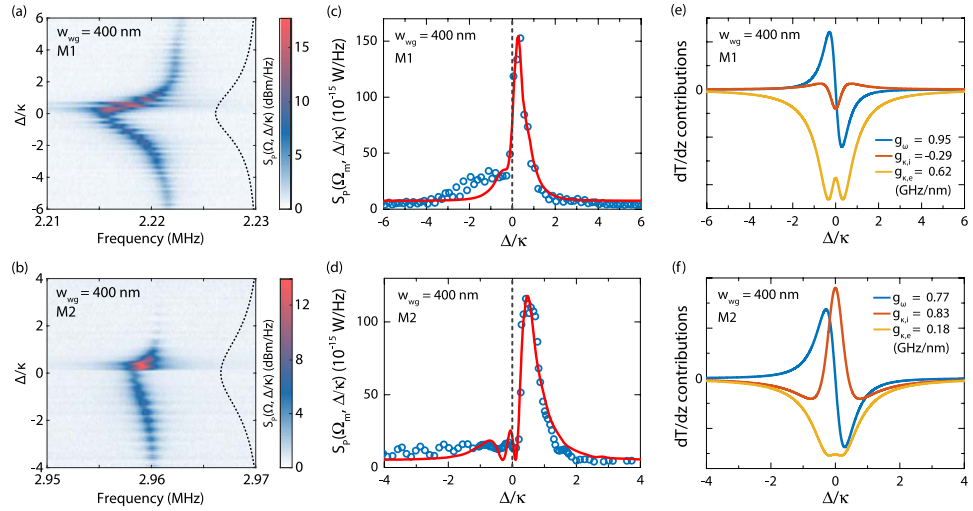 (a)
w_wg = 400 nm
M1
6
4
2
0
-2
-4
-6
Δ/κ
2.21
2.22
2.23
Frequency (MHz)
15
10
5
0
S_P(Ω, Δ/κ) (dBm/Hz)
(b)
w_wg = 400 nm
M2
4
2
0
-2
-4
Δ/κ
2.95
2.96
2.97
Frequency (MHz)
12
8
4
0
S_P(Ω, Δ/κ) (dBm/Hz)
(c)
w_wg = 400 nm
M1
150
100
50
0
S_P(Ω_m, Δ/κ) (10^-15 W/Hz)
-6 -4 -2 0 2 4 6
Δ/κ
(d)
w_wg = 400 nm
M2
100
50
0
S_P(Ω_m, Δ/κ) (10^-15 W/Hz)
-4 -3 -2 -1 0 1 2 3 4
Δ/κ
(e)
w_wg = 400 nm
M1
0
dT/dz contributions
g_ω = 0.95
g_κ,i = -0.29
g_κ,e = 0.62
(GHz/nm)
-6 -4 -2 0 2 4 6
Δ/κ
(f)
w_wg = 400 nm
M2
0
dT/dz contributions
g_ω = 0.77
g_κ,i = 0.83
g_κ,e = 0.18
(GHz/nm)
-4 -2 0 2 4
Δ/κ